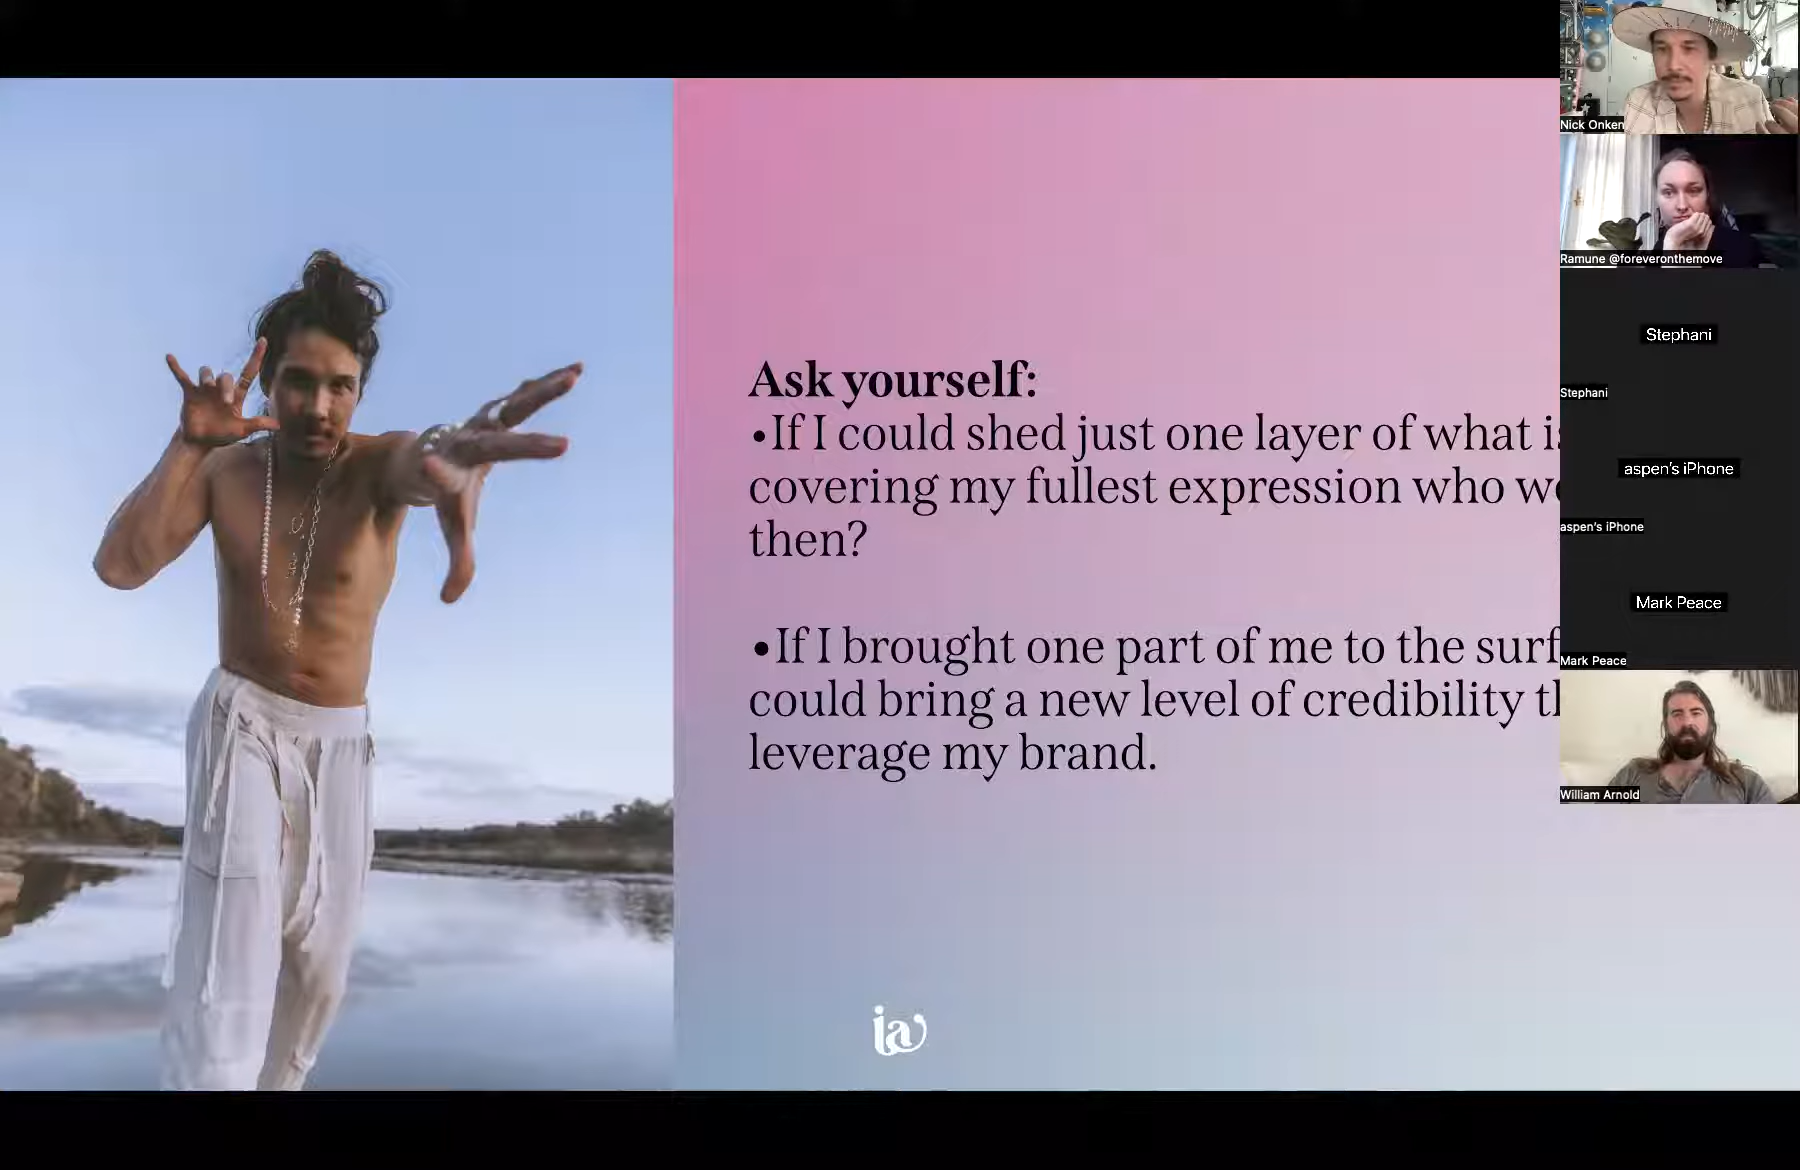 Ask yourself:
•If I could shed just one layer of what
covering my fullest expression who
then?
•If I brought one part of me to the
could bring a new level of credibility
leverage my brand.
ia
Nick Onken
Ramune @foreveronthemove
Stephani
Stephani
aspen's iPhone
aspen's iPhone
Mark Peace
Mark Peace
William Arnold